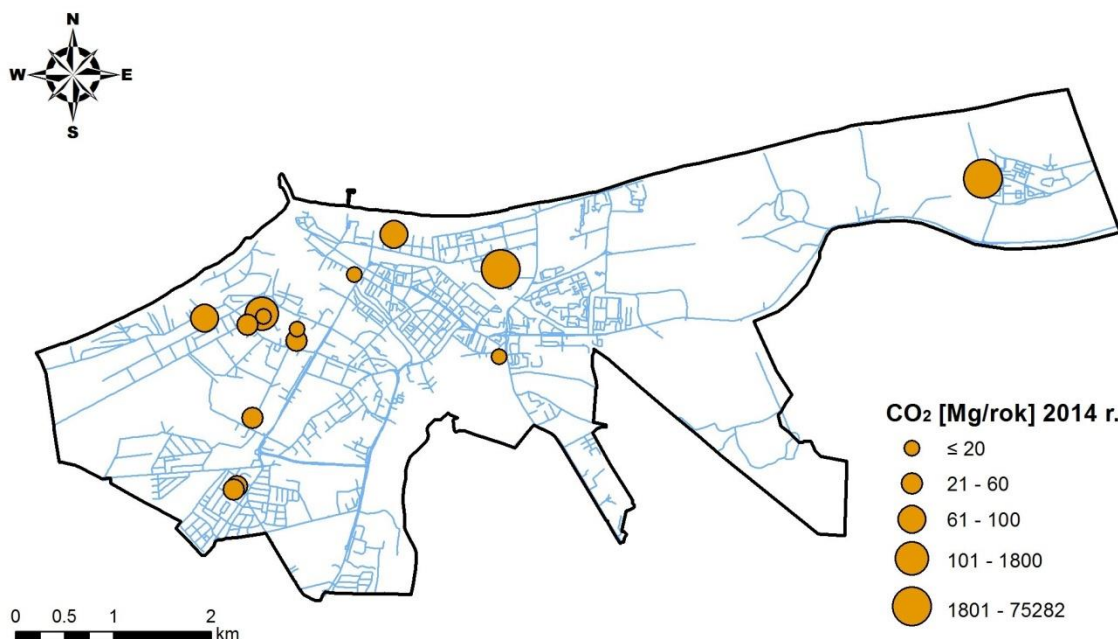 N
W E
S
CO₂ [Mg/rok] 2014 r.
≤ 20
21 - 60
61 - 100
101 - 1800
1801 - 75282
0 0.5 1 2
km